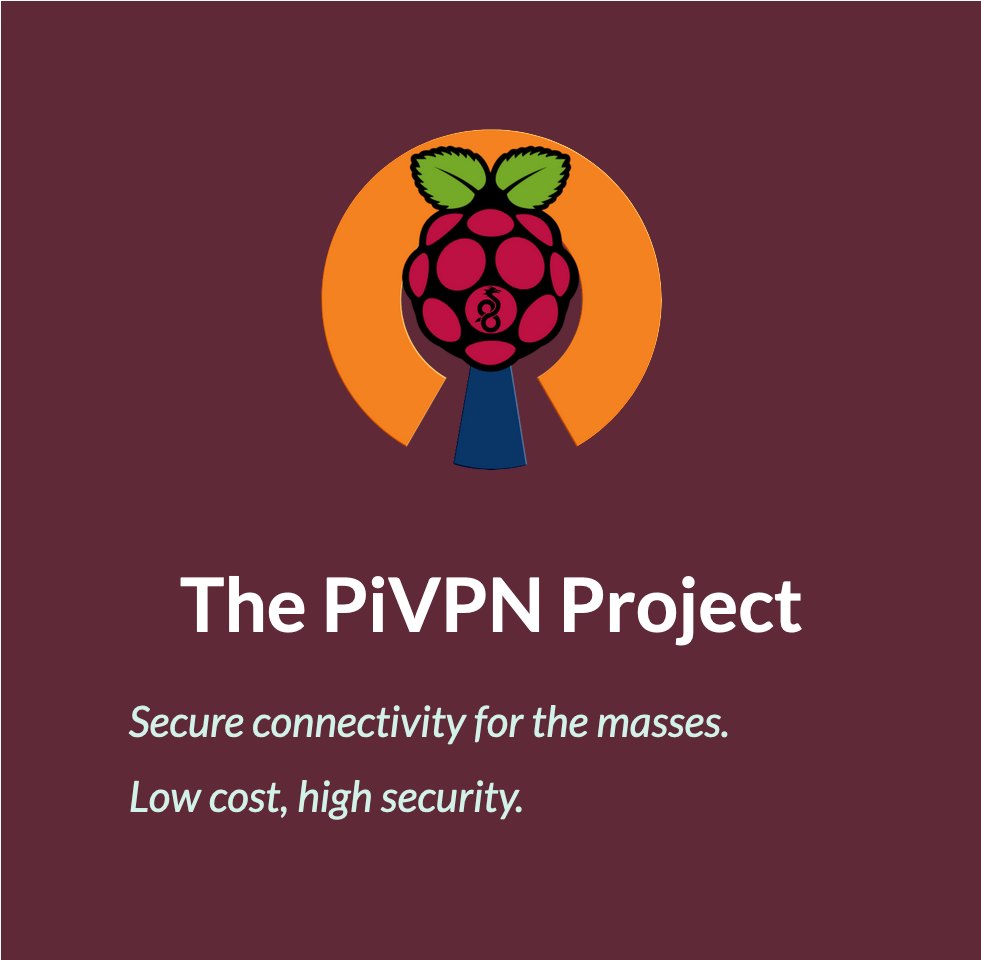 The PiVPN Project
Secure connectivity for the masses.
Low cost, high security.